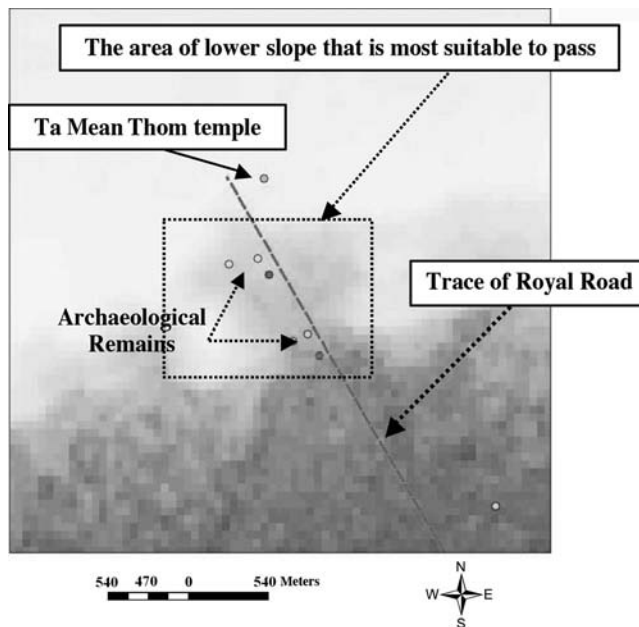 The area of lower slope that is most suitable to pass
Ta Mean Thom temple
Trace of Royal Road
Archaeological
Remains
540 470 0 540 Meters
N
W E
S